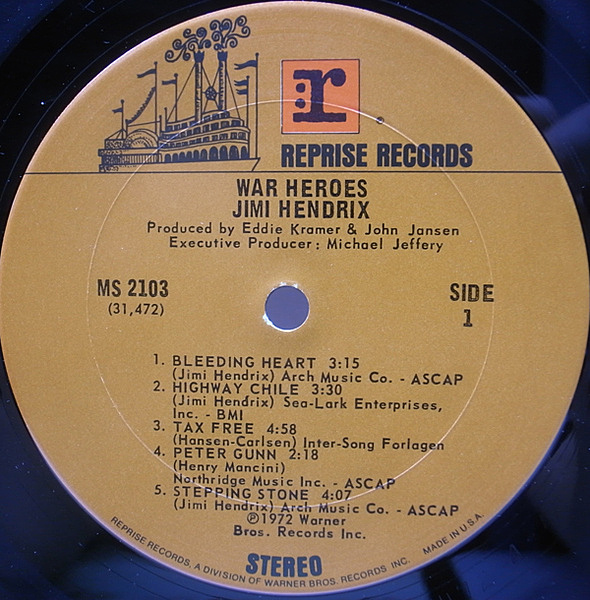 :r
REPRISE RECORDS
WAR HEROES
JIMI HENDRIX
Produced by Eddie Kramer & John Jansen
Executive Producer: Michael Jeffery
MS 2103
(31,472)
SIDE
1
1. BLEEDING HEART 3:15
(Jimi Hendrix) Arch Music Co. - ASCAP
2. HIGHWAY CHILE 3:30
(Jimi Hendrix) Sea-Lark Enterprises,
Inc. - BMI
3. TAX FREE 4:58
(Hansen-Carlsen) Inter-Song Forlagen
4. PETER GUNN 2:18
(Henry Mancini)
Northridge Music Inc. - ASCAP
5. STEPPING STONE 4:07
(Jimi Hendrix) Arch Music Co. - ASCAP
℗1972 Warner
Bros. Records Inc.
STEREO
REPRISE RECORDS, A DIVISION OF WARNER BROS. RECORDS INC. MADE IN U.S.A.